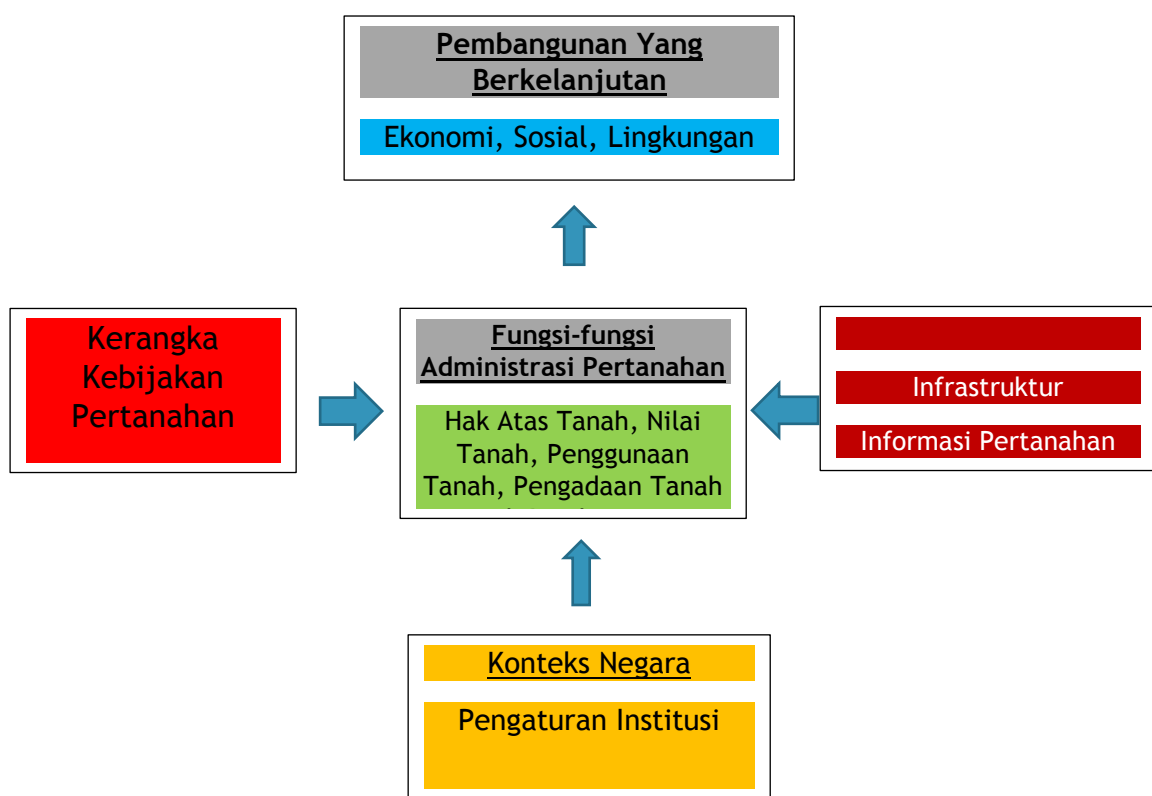 Pembangunan Yang
Berkelanjutan
Ekonomi, Sosial, Lingkungan
Kerangka
Kebijakan
Pertanahan
Fungsi-fungsi
Administrasi Pertanahan
Hak Atas Tanah, Nilai
Tanah, Penggunaan
Tanah, Pengadaan Tanah
Infrastruktur
Informasi Pertanahan
Konteks Negara
Pengaturan Institusi